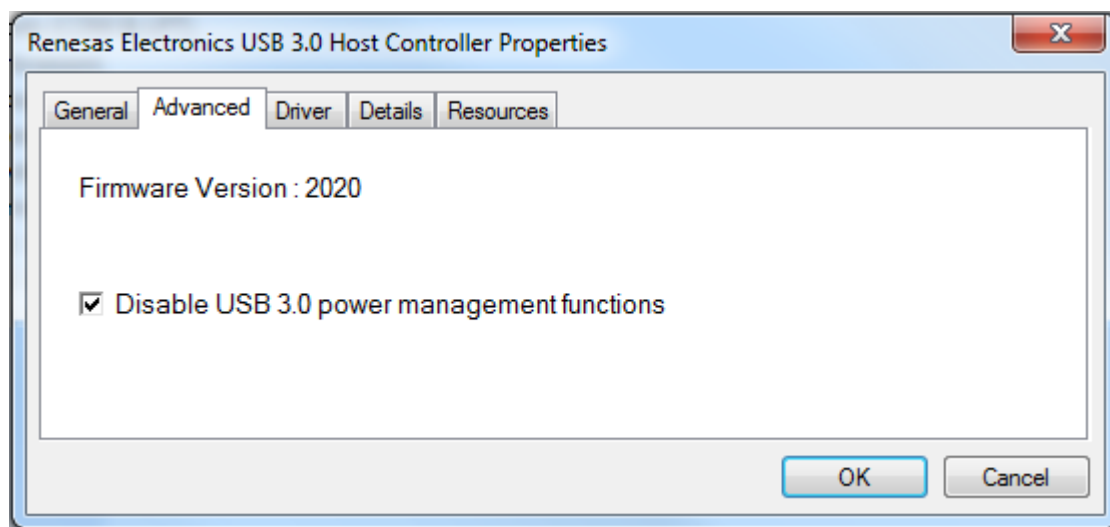 Renesas Electronics USB 3.0 Host Controller Properties
General Advanced Driver Details Resources
Firmware Version : 2020
Disable USB 3.0 power management functions
OK Cancel